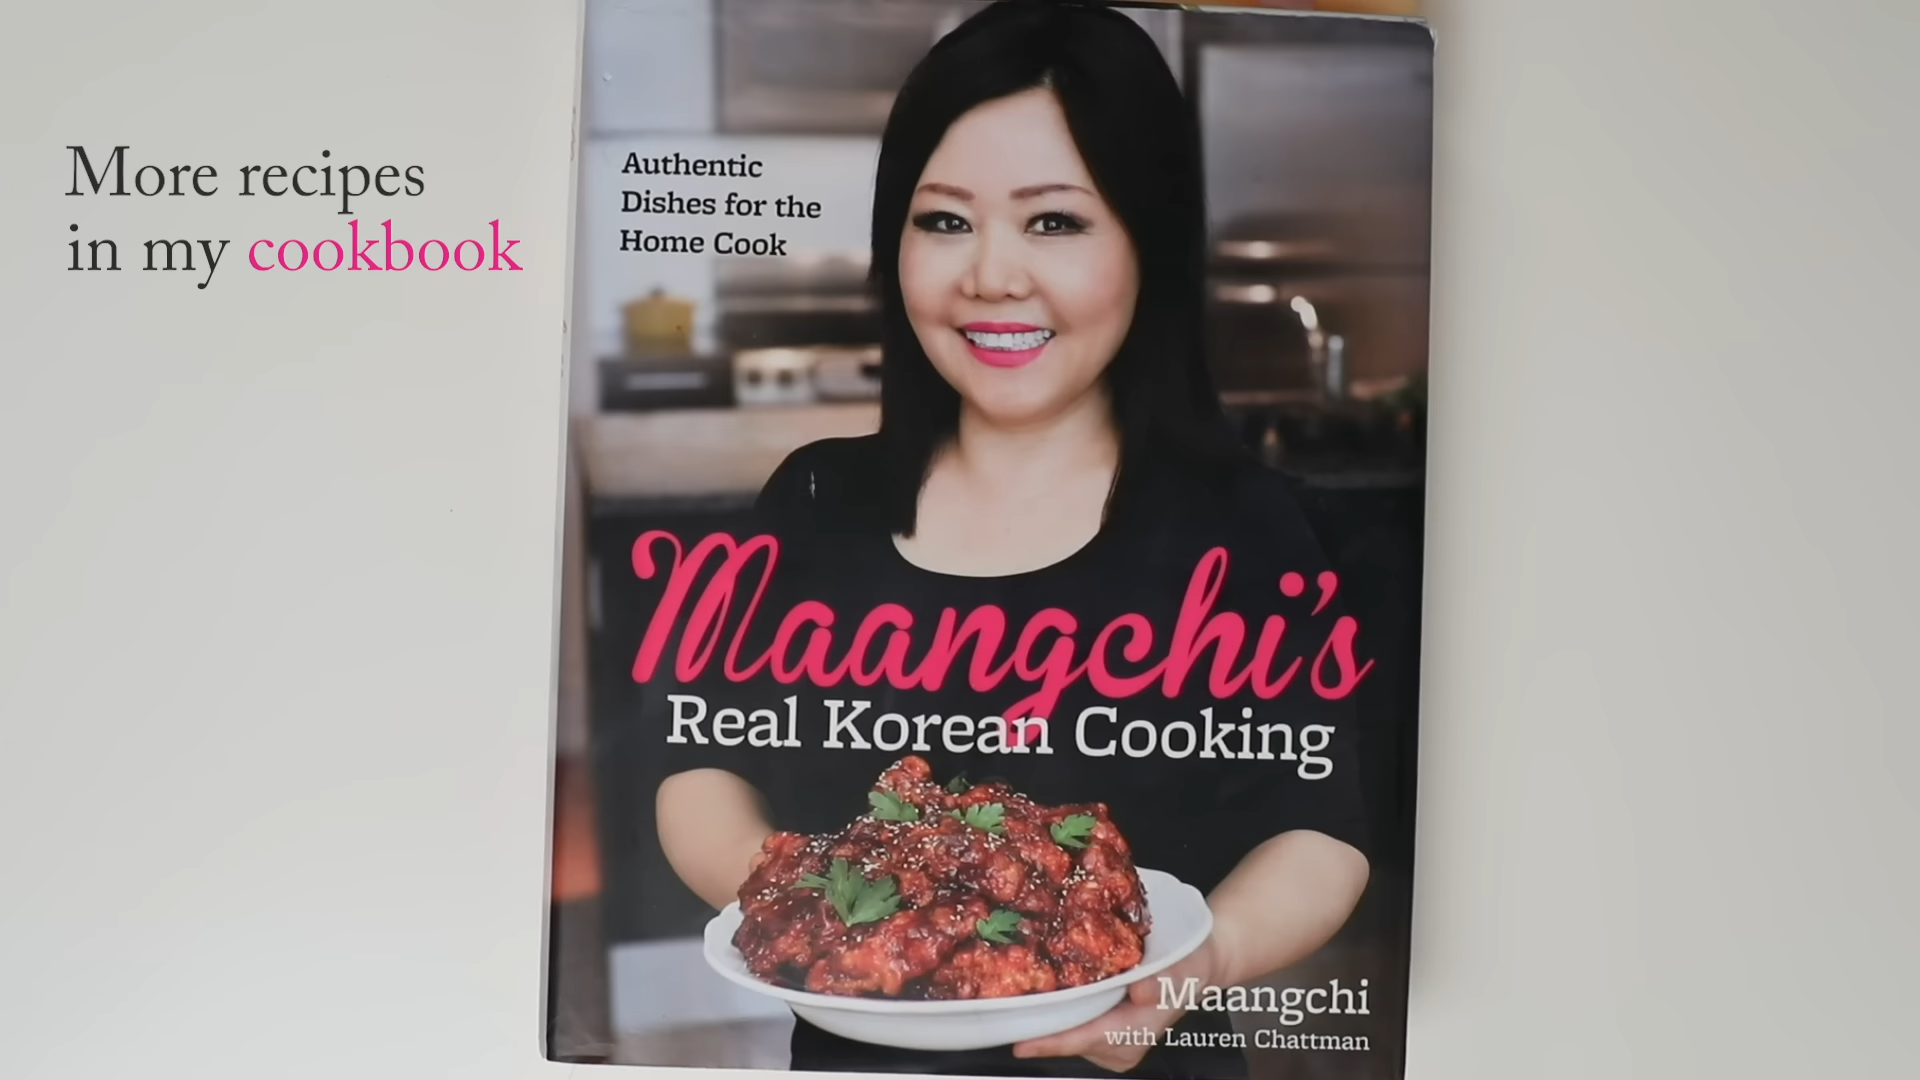 More recipes
in my cookbook
Authentic
Dishes for the
Home Cook
Maangchi's
Real Korean Cooking
Maangchi
with Lauren Chattman